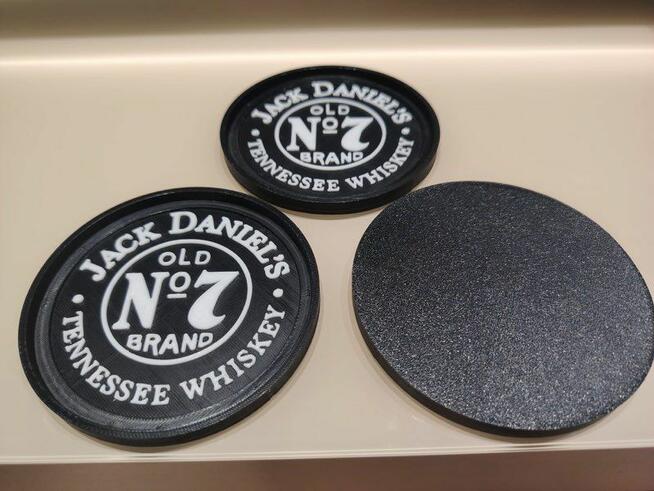 JACK DANIEL'S
OLD
Nº7
BRAND
• TENNESSEE WHISKEY •
JACK DANIEL'S
OLD
Nº7
BRAND
• TENNESSEE WHISKEY •